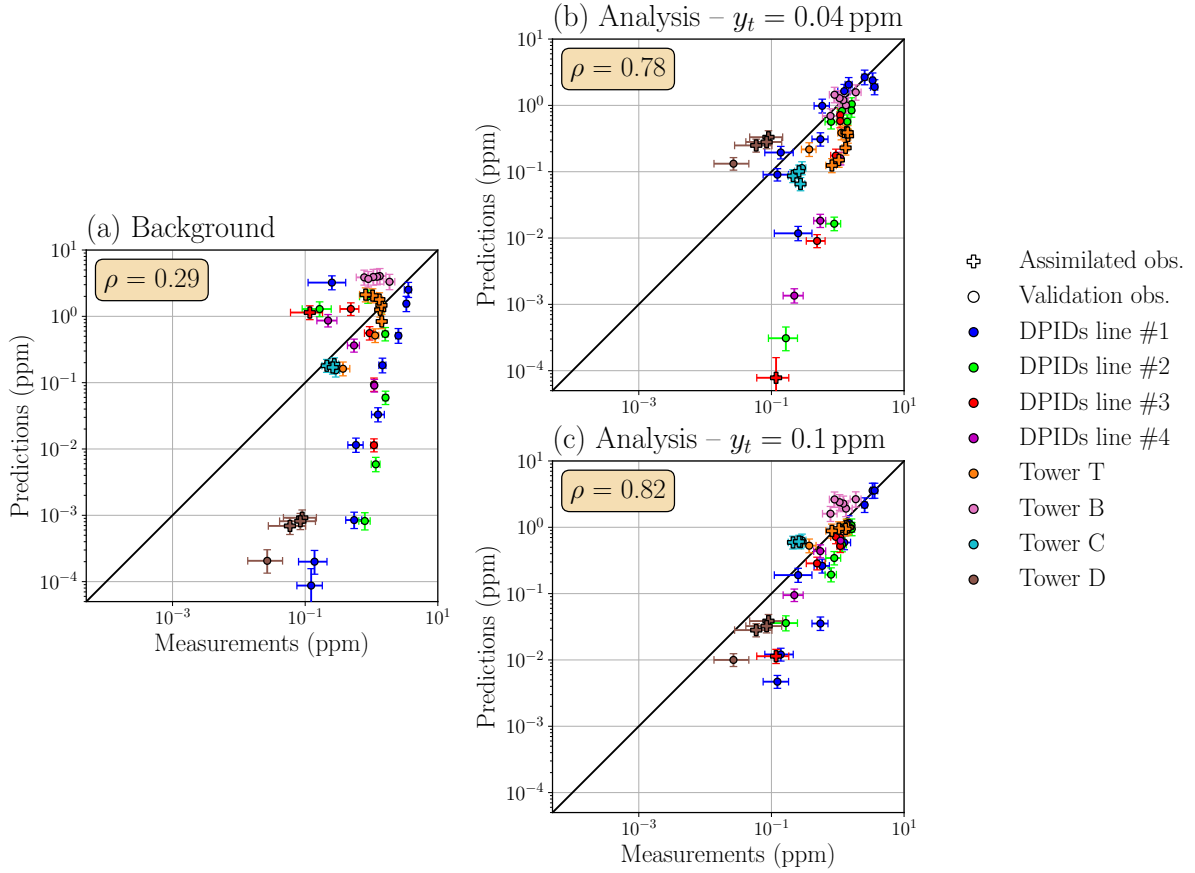 (b) Analysis – y_t = 0.04 ppm
ρ = 0.78
10^1
10^0
10^−1
10^−2
10^−3
10^−4
Predictions (ppm)
10^−3
10^−1
10^1
(a) Background
ρ = 0.29
10^1
10^0
10^−1
10^−2
10^−3
10^−4
Predictions (ppm)
10^−3
10^−1
10^1
Measurements (ppm)
(c) Analysis – y_t = 0.1 ppm
ρ = 0.82
10^1
10^0
10^−1
10^−2
10^−3
10^−4
Predictions (ppm)
10^−3
10^−1
10^1
Measurements (ppm)
Assimilated obs.
Validation obs.
DPIDs line #1
DPIDs line #2
DPIDs line #3
DPIDs line #4
Tower T
Tower B
Tower C
Tower D